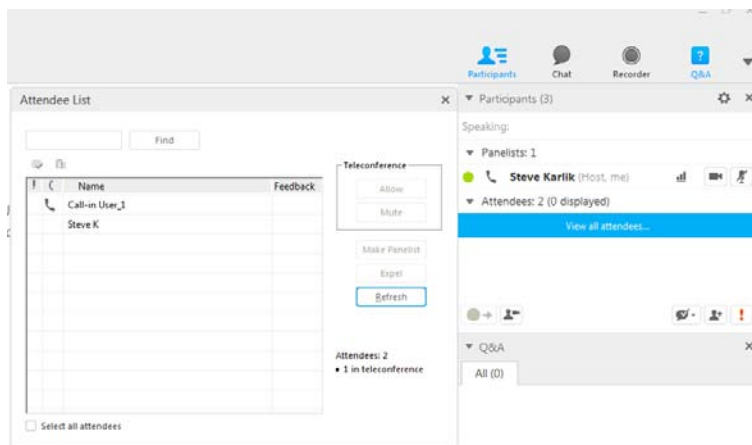 Participants
Chat
Recorder
Q&A
Attendee List
Find
! ( Name Feedback
Call-in User_1
Steve K
Teleconference
Allow
Mute
Make Panelist
Expel
Refresh
Attendees: 2
• 1 in teleconference
Select all attendees
Participants (3)
Speaking:
Panelists: 1
Steve Karlik (Host, me)
Attendees: 2 (0 displayed)
View all attendees...
Q&A
All (0)